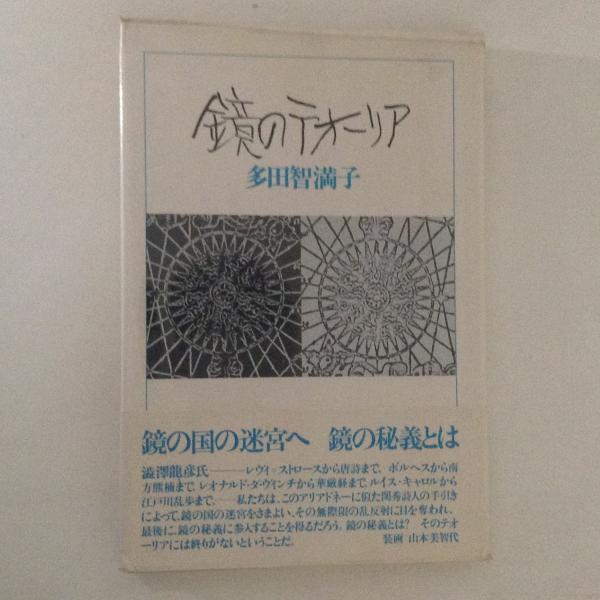 鏡のテオーリア
多田智満子
鏡の国の迷宮へ 鏡の秘義とは
澁澤龍彦氏———レヴィ=ストロースから唐詩まで、ボルヘスから南
方熊楠まで、レオナルド・ダ・ヴィンチから華厳経まで、ルイス・キャロルから
江戸川乱歩まで、——私たちは、このアリアドネーに似た閨秀詩人の手引き
によって、鏡の国の迷宮をさまよい、その無際限の乱反射に目を奪われ、
最後に、鏡の秘義に参入することを得るだろう。鏡の秘義とは? そのテオ
ーリアには終りがないということだ。 装画 山本美智代